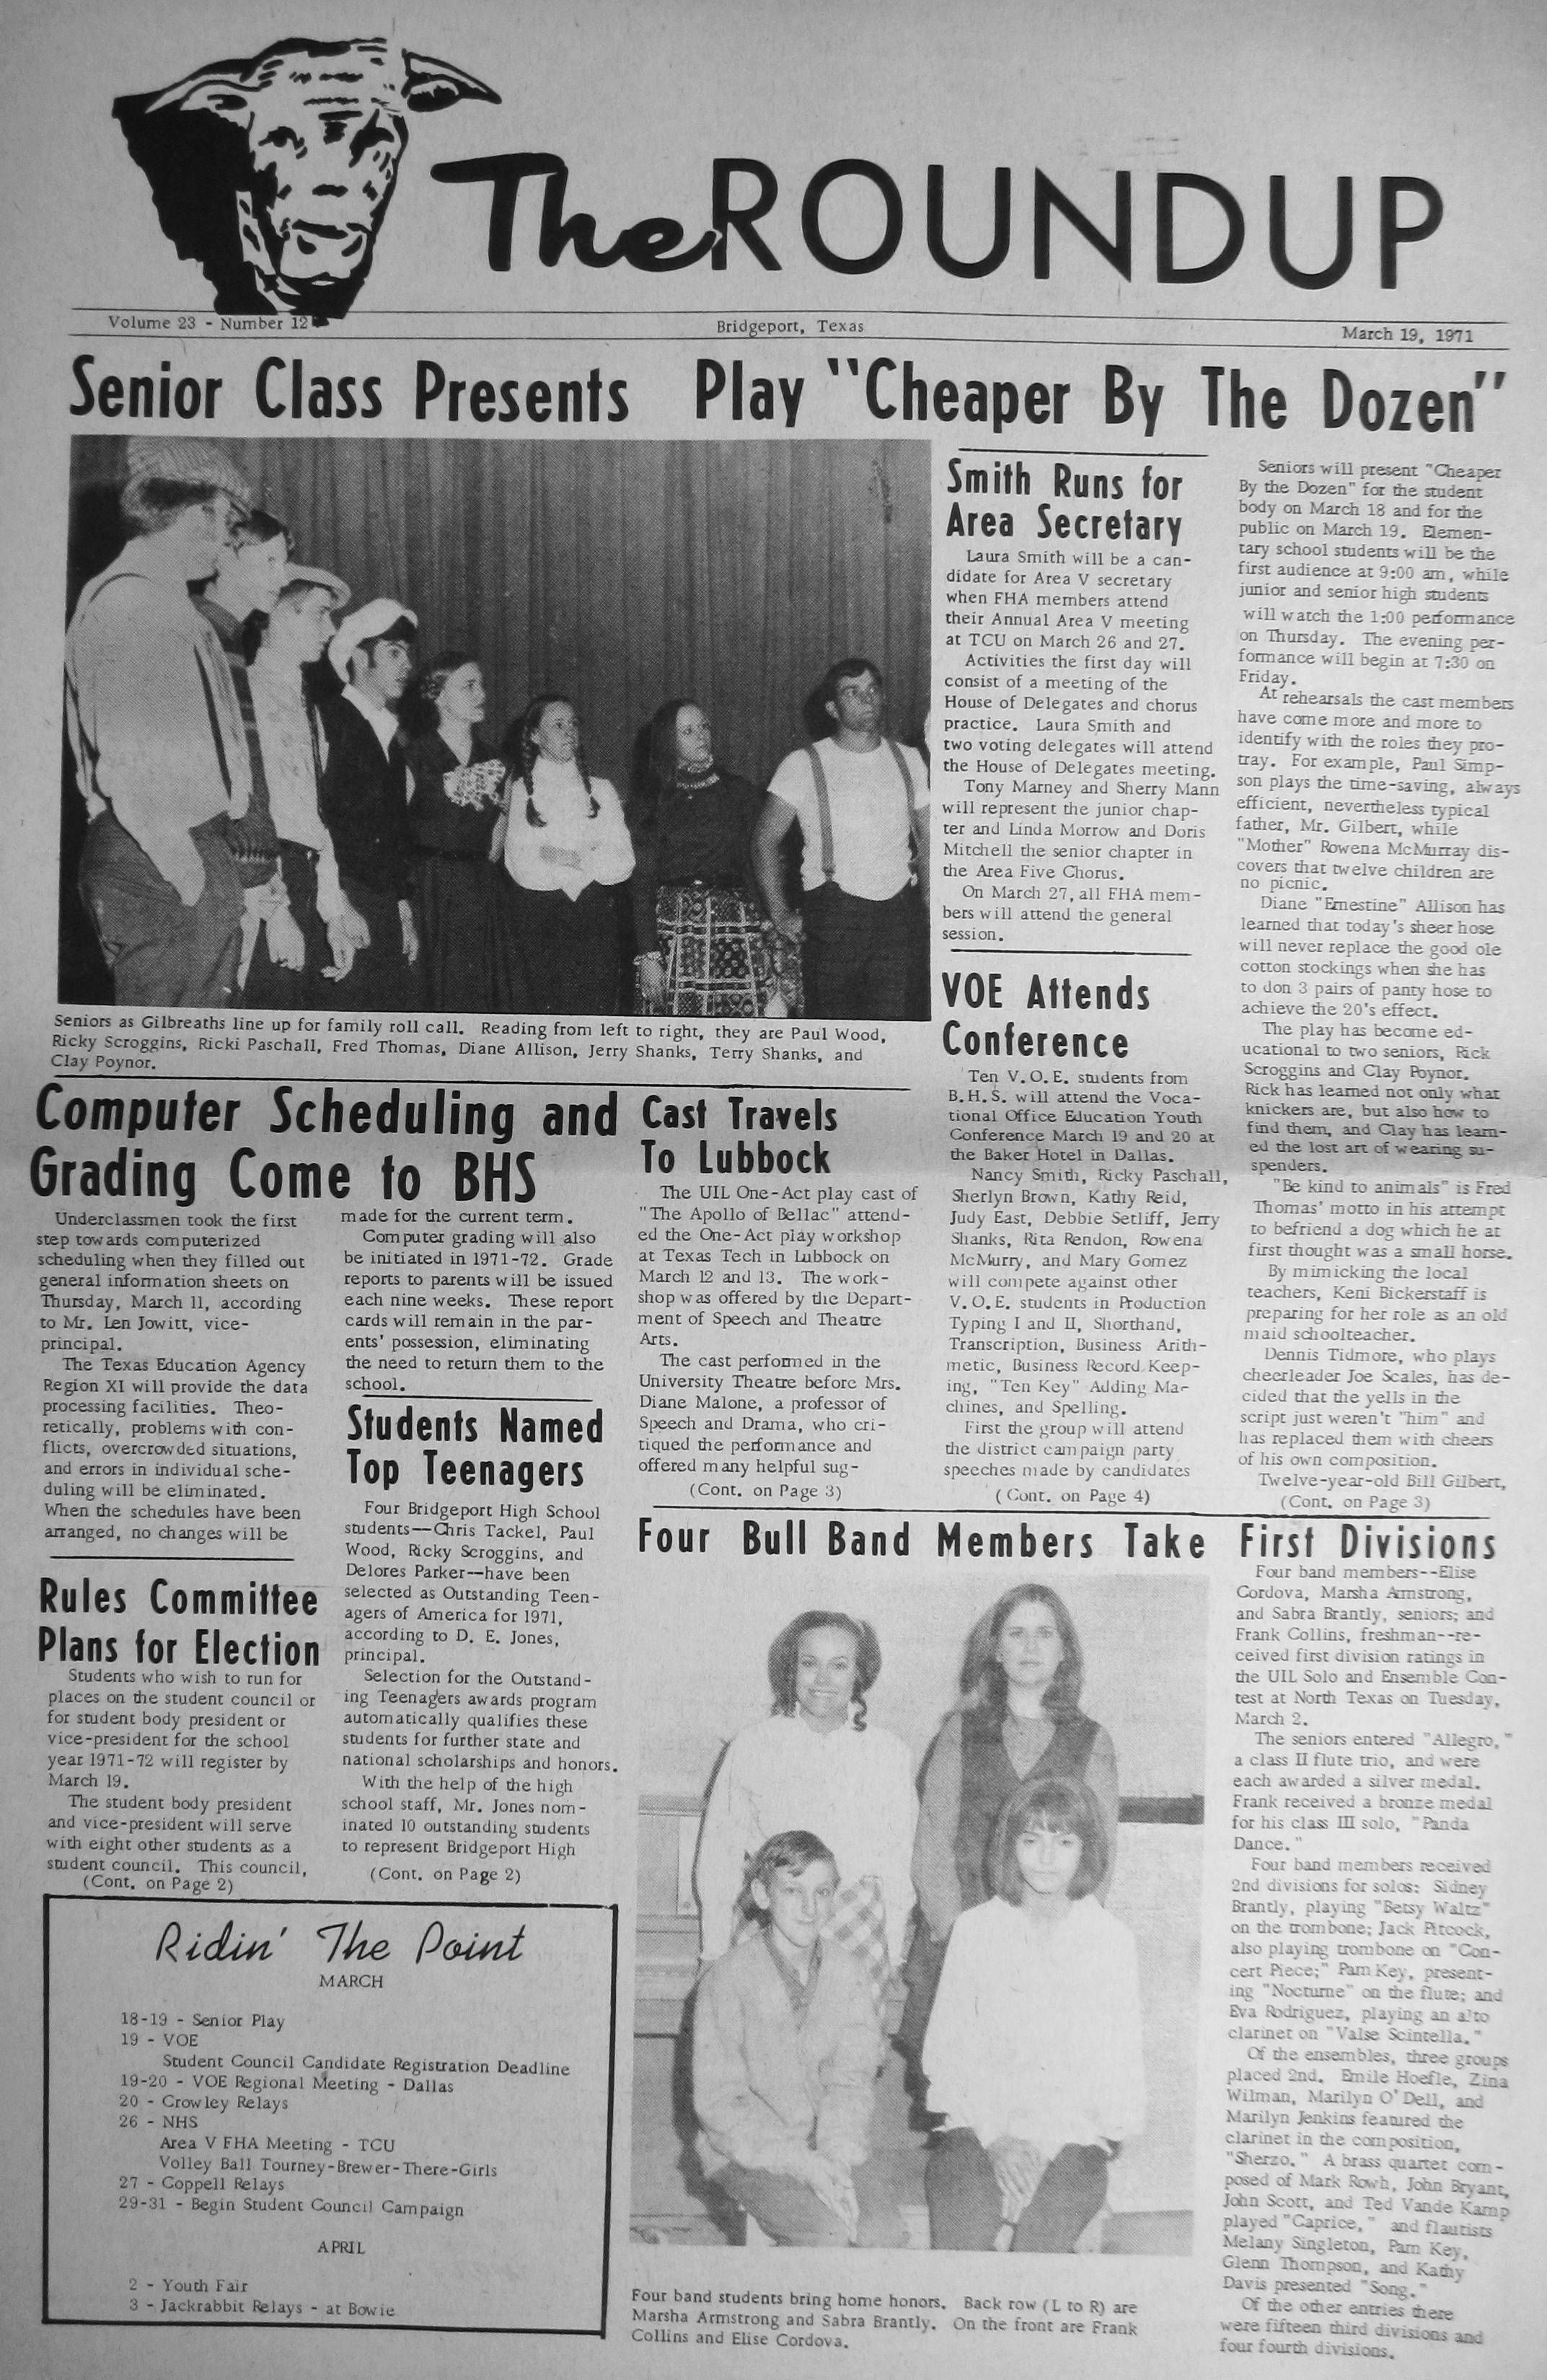 The ROUNDUP
Volume 23 - Number 12
Bridgeport, Texas
March 19, 1971
Senior Class Presents Play "Cheaper By The Dozen"
Seniors as Gilbreaths line up for family roll call. Reading from left to right, they are Paul Wood,
Ricky Scroggins, Ricki Paschall, Fred Thomas, Diane Allison, Jerry Shanks, Terry Shanks, and
Clay Poynor.
Smith Runs for
Area Secretary
Laura Smith will be a can-
didate for Area V secretary
when FHA members attend
their Annual Area V meeting
at TCU on March 26 and 27.
Activities the first day will
consist of a meeting of the
House of Delegates and chorus
practice. Laura Smith and
two voting delegates will attend
the House of Delegates meeting.
Tony Marney and Sherry Mann
will represent the junior chap-
ter and Linda Morrow and Doris
Mitchell the senior chapter in
the Area Five Chorus.
On March 27, all FHA mem-
bers will attend the general
session.
VOE Attends
Conference
Ten V.O.E. students from
B.H.S. will attend the Voca-
tional Office Education Youth
Conference March 19 and 20 at
the Baker Hotel in Dallas.
Nancy Smith, Ricky Paschall,
Sherlyn Brown, Kathy Reid,
Judy East, Debbie Setliff, Jerry
Shanks, Rita Rendon, Rowena
McMurry, and Mary Gomez
will compete against other
V.O.E. students in Production
Typing I and II, Shorthand,
Transcription, Business Arith-
metic, Business Record Keep-
ing, "Ten Key" Adding Ma-
chines, and Spelling.
First the group will attend
the district campaign party
speeches made by candidates
(Cont. on Page 4)
Seniors will present "Cheaper
By the Dozen" for the student
body on March 18 and for the
public on March 19. Elemen-
tary school students will be the
first audience at 9:00 am, while
junior and senior high students
will watch the 1:00 performance
on Thursday. The evening per-
formance will begin at 7:30 on
Friday.
At rehearsals the cast members
have come more and more to
identify with the roles they pro-
tray. For example, Paul Simp-
son plays the time-saving, always
efficient, nevertheless typical
father, Mr. Gilbert, while
"Mother" Rowena McMurray dis-
covers that twelve children are
no picnic.
Diane "Ernestine" Allison has
learned that today's sheer hose
will never replace the good ole
cotton stockings when she has
to don 3 pairs of panty hose to
achieve the 20's effect.
The play has become ed-
ucational to two seniors, Rick
Scroggins and Clay Poynor.
Rick has learned not only what
knickers are, but also how to
find them, and Clay has learn-
ed the lost art of wearing su-
spenders.
"Be kind to animals" is Fred
Thomas' motto in his attempt
to befriend a dog which he at
first thought was a small horse.
By mimicking the local
teachers, Keni Bickerstaff is
preparing for her role as an old
maid schoolteacher.
Dennis Tidmore, who plays
cheerleader Joe Scales, has de-
cided that the yells in the
script just weren't "him" and
has replaced them with cheers
of his own composition.
Twelve-year-old Bill Gilbert,
(Cont. on Page 3)
Computer Scheduling and
Grading Come to BHS
Underclassmen took the first
step towards computerized
scheduling when they filled out
general information sheets on
Thursday, March 11, according
to Mr. Len Jowitt, vice-
principal.
The Texas Education Agency
Region XI will provide the data
processing facilities. Theo-
retically, problems with con-
flicts, overcrowded situations,
and errors in individual sche-
duling will be eliminated.
When the schedules have been
arranged, no changes will be
made for the current term.
Computer grading will also
be initiated in 1971-72. Grade
reports to parents will be issued
each nine weeks. These report
cards will remain in the par-
ents' possession, eliminating
the need to return them to the
school.
Cast Travels
To Lubbock
The UIL One-Act play cast of
"The Apollo of Bellac" attend-
ed the One-Act play workshop
at Texas Tech in Lubbock on
March 12 and 13. The work-
shop was offered by the Depart-
ment of Speech and Theatre
Arts.
The cast performed in the
University Theatre before Mrs.
Diane Malone, a professor of
Speech and Drama, who cri-
tiqued the performance and
offered many helpful sug-
(Cont. on Page 3)
Students Named
Top Teenagers
Four Bridgeport High School
students--Chris Tackel, Paul
Wood, Ricky Scroggins, and
Delores Parker--have been
selected as Outstanding Teen-
agers of America for 1971,
according to D. E. Jones,
principal.
Selection for the Outstand-
ing Teenagers awards program
automatically qualifies these
students for further state and
national scholarships and honors.
With the help of the high
school staff, Mr. Jones nom-
inated 10 outstanding students
to represent Bridgeport High
(Cont. on Page 2)
Rules Committee
Plans for Election
Students who wish to run for
places on the student council or
for student body president or
vice-president for the school
year 1971-72 will register by
March 19.
The student body president
and vice-president will serve
with eight other students as a
student council. This council,
(Cont. on Page 2)
Ridin' The Point
MARCH
18-19 - Senior Play
19 - VOE
Student Council Candidate Registration Deadline
19-20 - VOE Regional Meeting - Dallas
20 - Crowley Relays
26 - NHS
Area V FHA Meeting - TCU
Volley Ball Tourney-Brewer-There-Girls
27 - Coppell Relays
29-31 - Begin Student Council Campaign
APRIL
2 - Youth Fair
3 - Jackrabbit Relays - at Bowie
Four Bull Band Members Take First Divisions
Four band students bring home honors. Back row (L to R) are
Marsha Armstrong and Sabra Brantly. On the front are Frank
Collins and Elise Cordova.
Four band members--Elise
Cordova, Marsha Armstrong,
and Sabra Brantly, seniors; and
Frank Collins, freshman--re-
ceived first division ratings in
the UIL Solo and Ensemble Con-
test at North Texas on Tuesday,
March 2.
The seniors entered "Allegro,"
a class II flute trio, and were
each awarded a silver medal.
Frank received a bronze medal
for his class III solo, "Panda
Dance."
Four band members received
2nd divisions for solos: Sidney
Brantly, playing "Betsy Waltz"
on the trombone; Jack Pitcock,
also playing trombone on "Con-
cert Piece;" Pam Key, present-
ing "Nocturne" on the flute; and
Eva Rodriguez, playing an alto
clarinet on "Valse Scintella."
Of the ensembles, three groups
placed 2nd. Emile Hoefle, Zina
Wilman, Marilyn O'Dell, and
Marilyn Jenkins featured the
clarinet in the composition,
"Sherzo." A brass quartet com-
posed of Mark Rowh, John Bryant,
John Scott, and Ted Vande Kamp
played "Caprice," and flautists
Melany Singleton, Pam Key,
Glenn Thompson, and Kathy
Davis presented "Song."
Of the other entries there
were fifteen third divisions and
four fourth divisions.